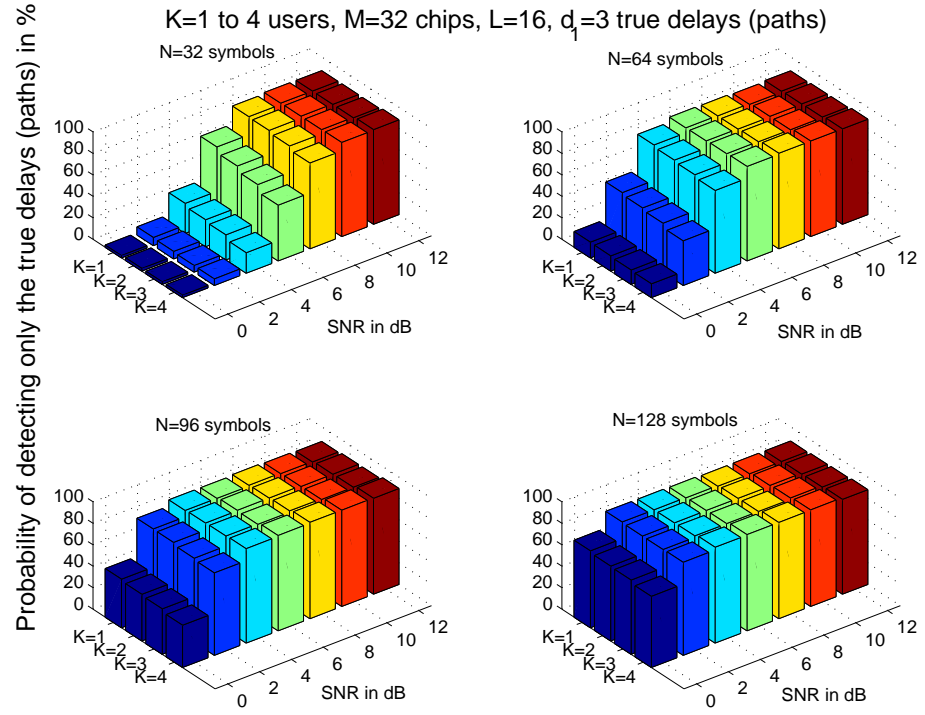 K=1 to 4 users, M=32 chips, L=16, d₁=3 true delays (paths)
Probability of detecting only the true delays (paths) in %
N=32 symbols
100
80
60
40
20
0
K=1
K=2
K=3
K=4
0
2
4
6
8
10
12
SNR in dB
N=64 symbols
100
80
60
40
20
0
K=1
K=2
K=3
K=4
0
2
4
6
8
10
12
SNR in dB
N=96 symbols
100
80
60
40
20
0
K=1
K=2
K=3
K=4
0
2
4
6
8
10
12
SNR in dB
N=128 symbols
100
80
60
40
20
0
K=1
K=2
K=3
K=4
0
2
4
6
8
10
12
SNR in dB